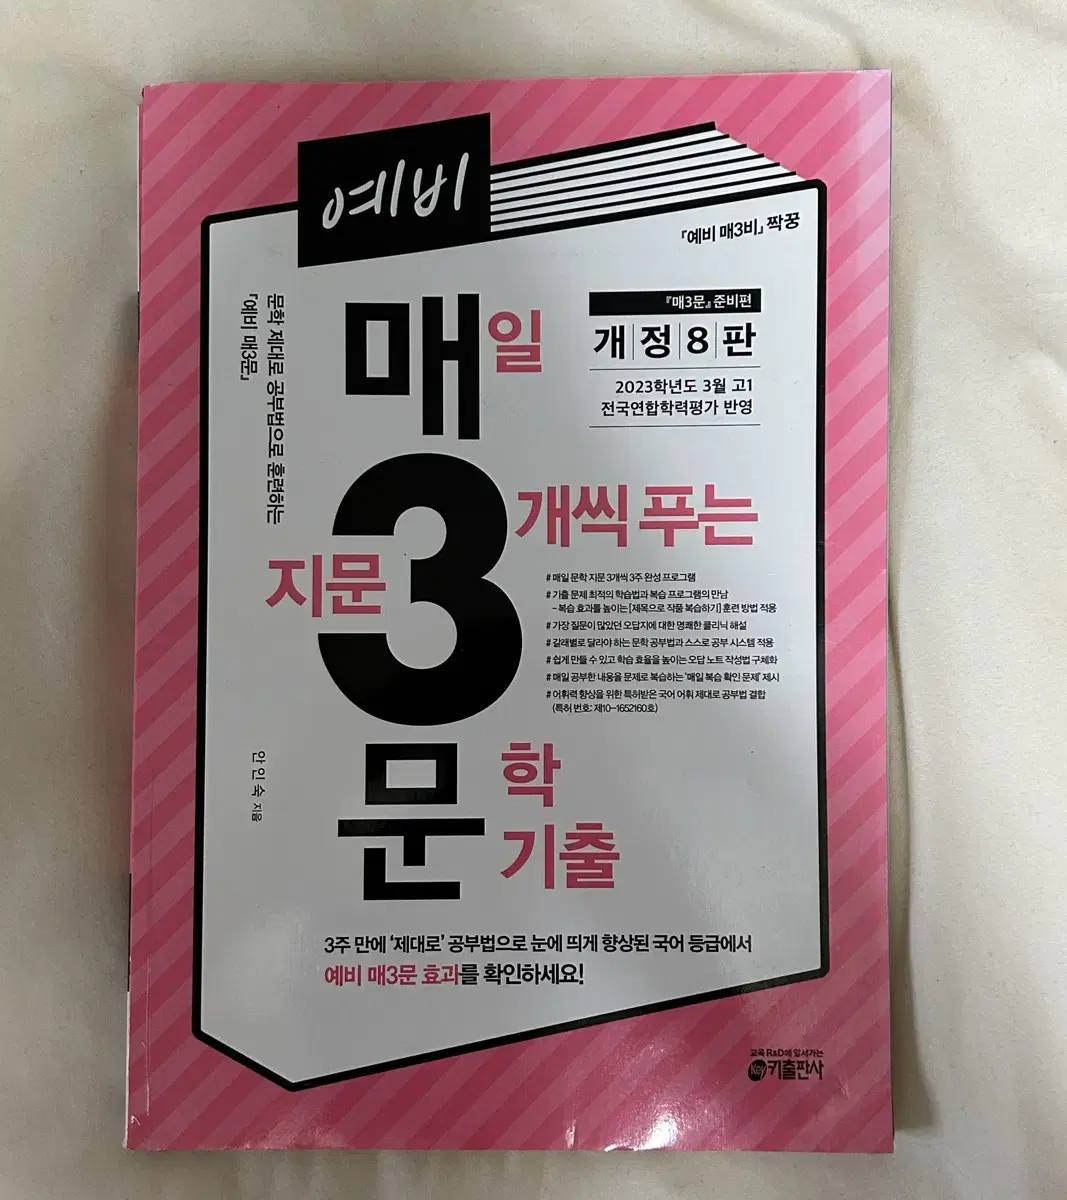 예비
『예비 매3비』 짝꿍
『매3문』 준비편
개정8판
2023학년도 3월 고1
전국연합학력평가 반영
문학 제대로 공부법으로 훈련하는
『예비 매3문』
매일
지문 3개씩 푸는
문학
기출
# 매일 문학 지문 3개씩 3주 완성 프로그램
# 기출 문제 최적의 학습법과 복습 프로그램의 만남
- 복습 효과를 높이는 [제목으로 작품 복습하기] 훈련 방법 적용
# 가장 질문이 많았던 오답지에 대한 명쾌한 클리닉 해설
# 갈래별로 달라야 하는 문학 공부법과 스스로 공부 시스템 적용
# 쉽게 만들 수 있고 학습 효율을 높이는 오답 노트 작성법 구체화
# 매일 공부한 내용을 문제로 복습하는 '매일 복습 확인 문제' 제시
# 어휘력 향상을 위한 특허받은 국어 어휘 제대로 공부법 결합
(특허 번호: 제10-1652160호)
안인숙 지음
3주 만에 '제대로' 공부법으로 눈에 띄게 향상된 국어 등급에서
예비 매3문 효과를 확인하세요!
교육 R&D에 앞서가는
Key 키출판사